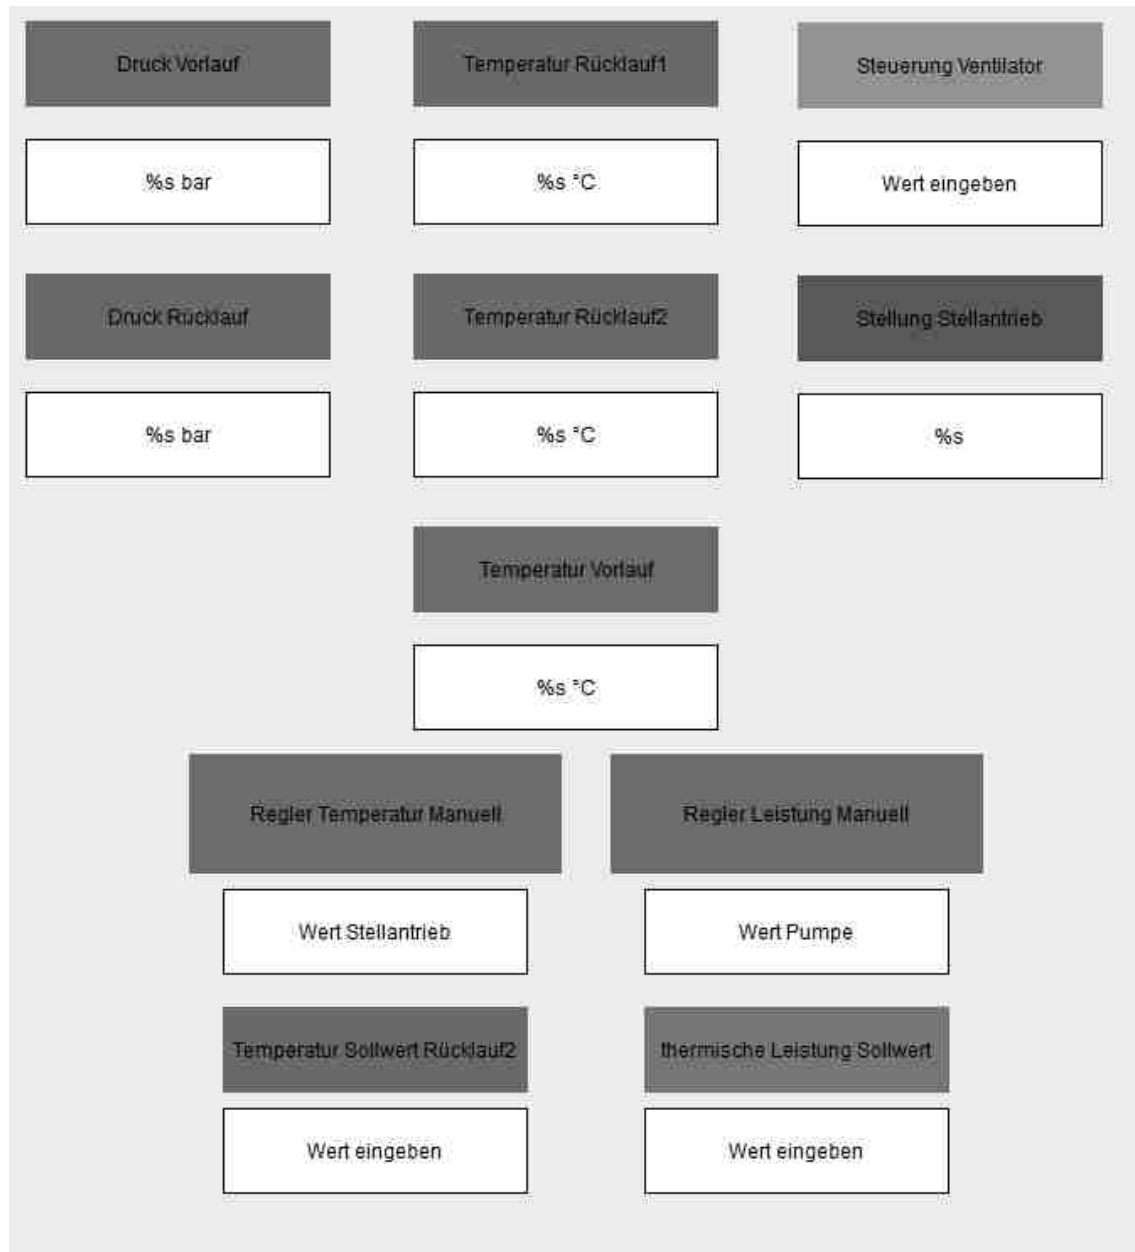 Druck Vorlauf
Temperatur Rücklauf1
Steuerung Ventilator
%s bar
%s °C
Wert eingeben
Druck Rücklauf
Temperatur Rücklauf2
Stellung Stellantrieb
%s bar
%s °C
%s
Temperatur Vorlauf
%s °C
Regler Temperatur Manuell
Regler Leistung Manuell
Wert Stellantrieb
Wert Pumpe
Temperatur Sollwert Rücklauf2
thermische Leistung Sollwert
Wert eingeben
Wert eingeben